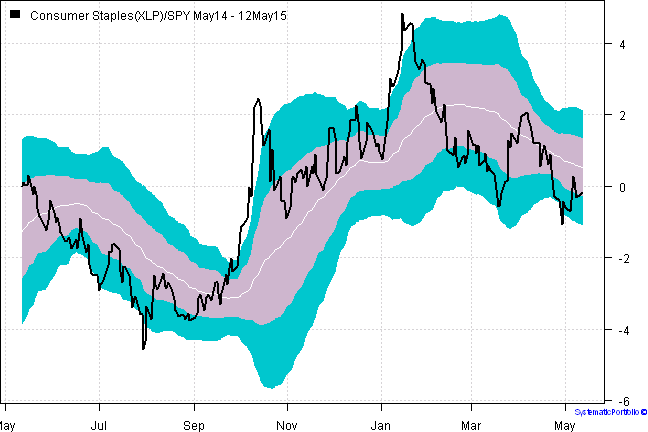 Consumer Staples(XLP)/SPY May14 - 12May15
4
2
0
-2
-4
-6
SystematicPortfolio ©
May Jul Sep Nov Jan Mar May